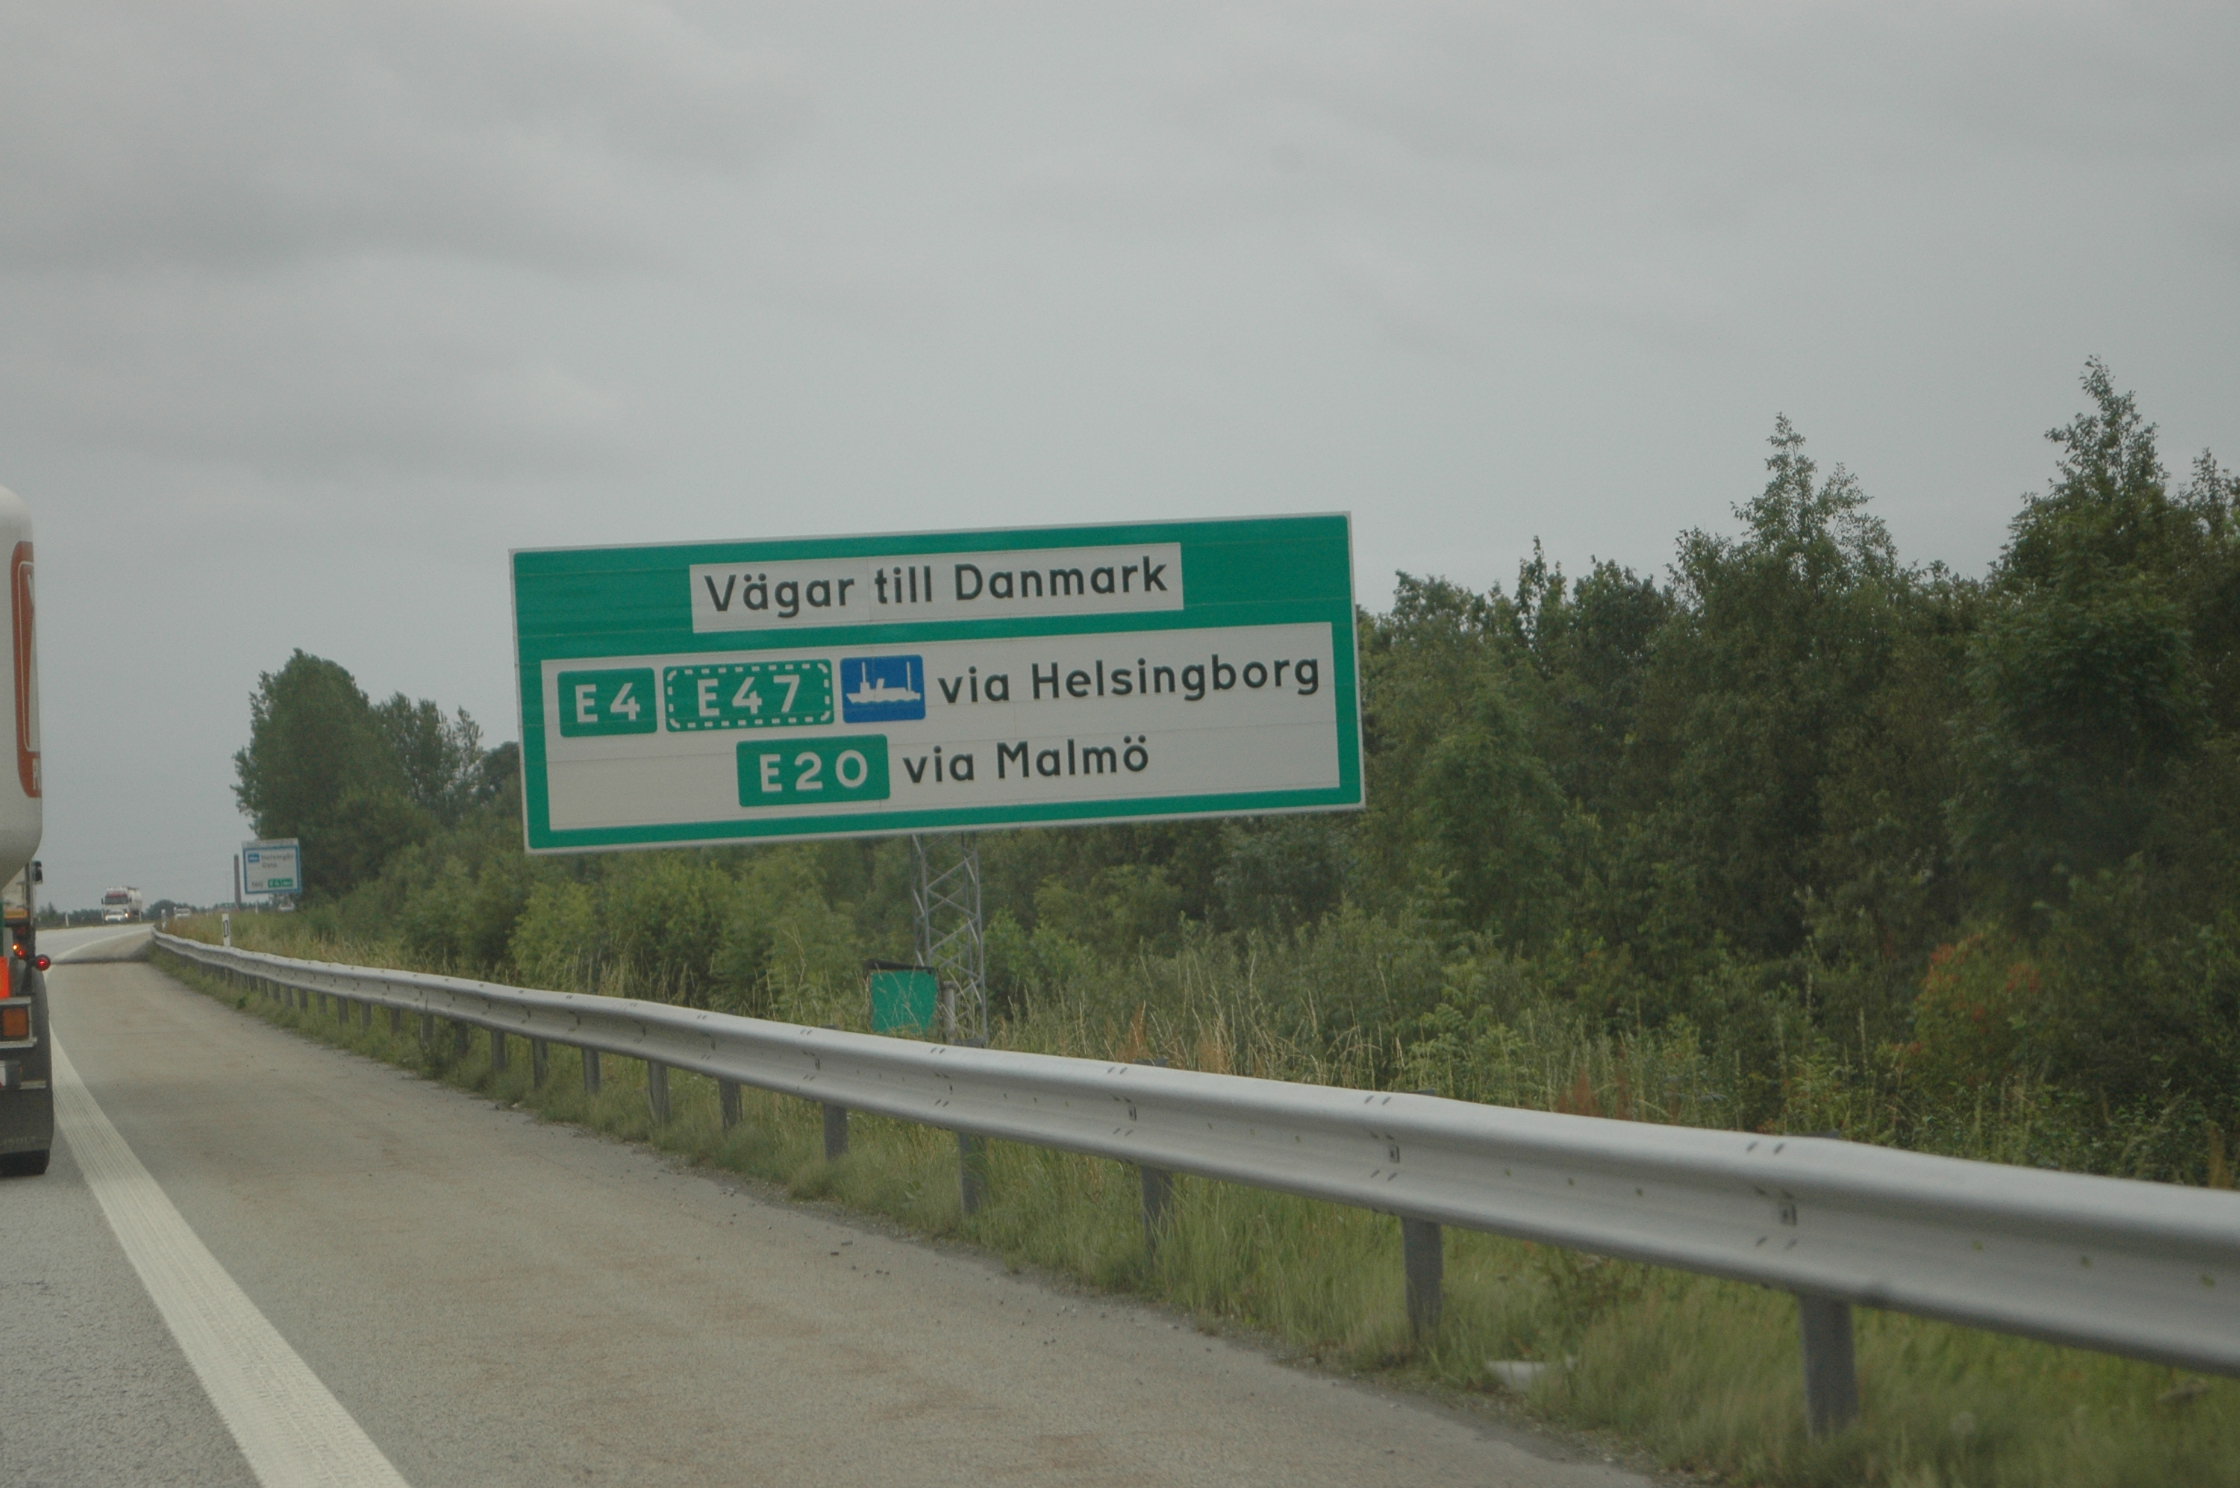 Vägar till Danmark
E4 E47 via Helsingborg
E20 via Malmö